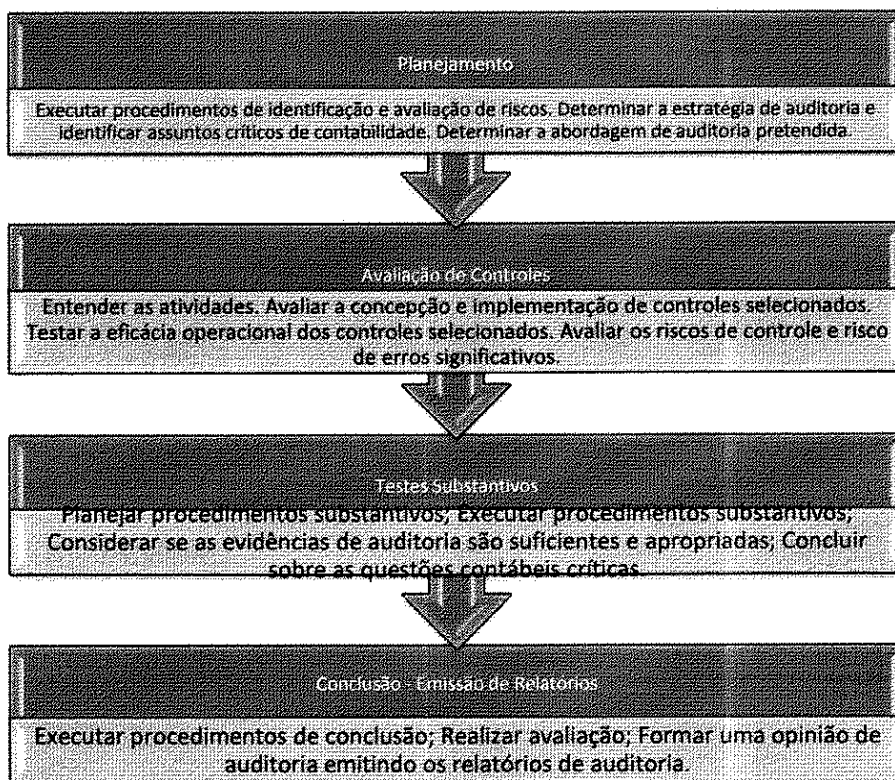 Planejamento
Executar procedimentos de identificação e avaliação de riscos. Determinar a estratégia de auditoria e
identificar assuntos críticos de contabilidade. Determinar a abordagem de auditoria pretendida.
Avaliação de Controles
Entender as atividades. Avaliar a concepção e implementação de controles selecionados.
Testar a eficácia operacional dos controles selecionados. Avaliar os riscos de controle e risco
de erros significativos.
Testes Substantivos
Planejar procedimentos substantivos; Executar procedimentos substantivos;
Considerar se as evidências de auditoria são suficientes e apropriadas; Concluir
sobre as questões contábeis críticas
Conclusão - Emissão de Relatórios
Executar procedimentos de conclusão; Realizar avaliação; Formar uma opinião de
auditoria emitindo os relatórios de auditoria.